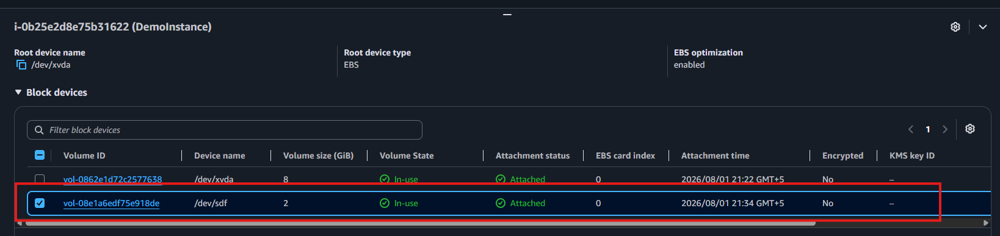 i-0b25e2d8e75b31622 (DemoInstance)
Root device name Root device type EBS optimization
/dev/xvda EBS enabled
Block devices
Filter block devices 1
Volume ID Device name Volume size (GiB) Volume State Attachment status EBS card index Attachment time Encrypted KMS key ID
vol-0862e1d72c2577638 /dev/xvda 8 In-use Attached 0 2026/08/01 21:22 GMT+5 No –
vol-08e1a6edf75e918de /dev/sdf 2 In-use Attached 0 2026/08/01 21:34 GMT+5 No –